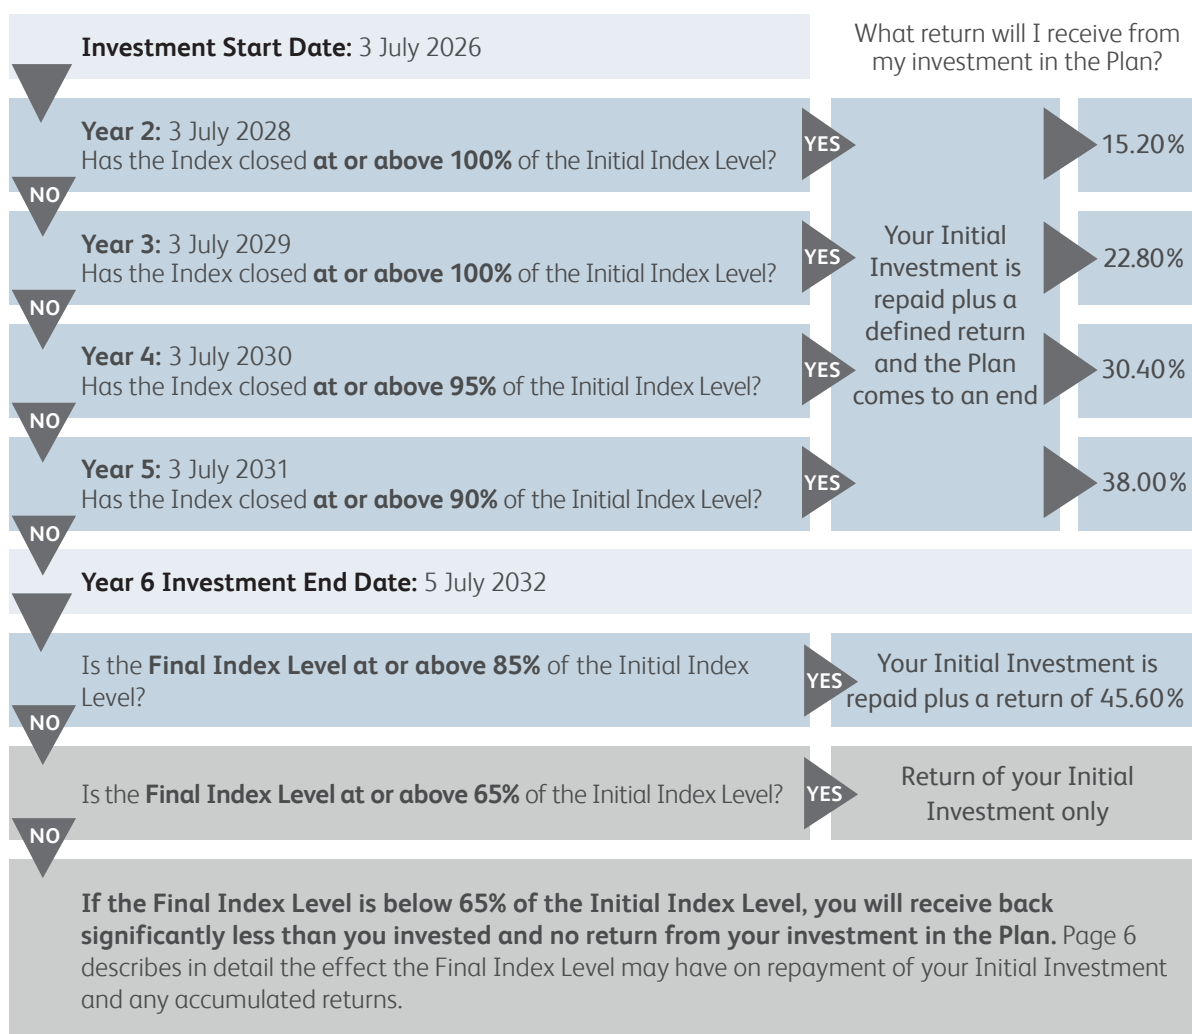 Investment Start Date: 3 July 2026
What return will I receive from
my investment in the Plan?
Year 2: 3 July 2028
Has the Index closed at or above 100% of the Initial Index Level?
YES
15.20%
NO
Year 3: 3 July 2029
Has the Index closed at or above 100% of the Initial Index Level?
YES
22.80%
NO
Year 4: 3 July 2030
Has the Index closed at or above 95% of the Initial Index Level?
YES
30.40%
NO
Year 5: 3 July 2031
Has the Index closed at or above 90% of the Initial Index Level?
YES
38.00%
Your Initial
Investment is
repaid plus a
defined return
and the Plan
comes to an end
NO
Year 6 Investment End Date: 5 July 2032
Is the Final Index Level at or above 85% of the Initial Index
Level?
YES
Your Initial Investment is
repaid plus a return of 45.60%
NO
Is the Final Index Level at or above 65% of the Initial Index Level?
YES
Return of your Initial
Investment only
NO
If the Final Index Level is below 65% of the Initial Index Level, you will receive back
significantly less than you invested and no return from your investment in the Plan. Page 6
describes in detail the effect the Final Index Level may have on repayment of your Initial Investment
and any accumulated returns.